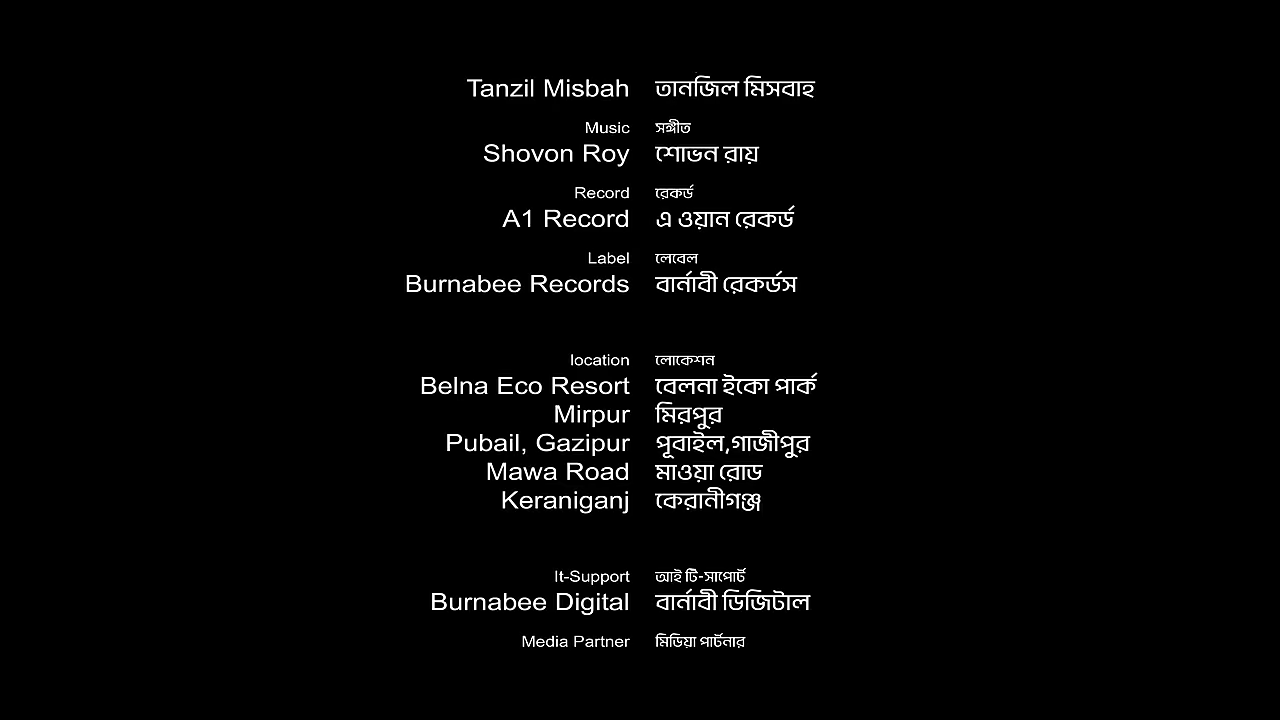 Tanzil Misbah তানজিল মিসবাহ
Music সঙ্গীত
Shovon Roy শোভন রায়
Record রেকর্ড
A1 Record এ ওয়ান রেকর্ড
Label লেবেল
Burnabee Records বার্নাবী রেকর্ডস
location লোকেশন
Belna Eco Resort বেলনা ইকো পার্ক
Mirpur মিরপুর
Pubail, Gazipur পূবাইল,গাজীপুর
Mawa Road মাওয়া রোড
Keraniganj কেরানীগঞ্জ
It-Support আই টি-সাপোর্ট
Burnabee Digital বার্নাবী ডিজিটাল
Media Partner মিডিয়া পার্টনার